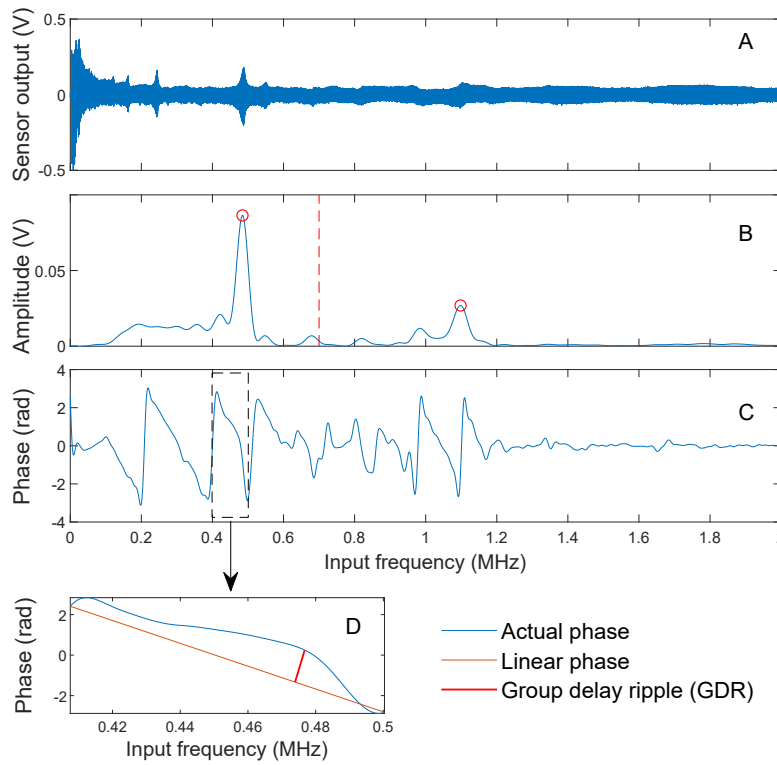 0.5
0
-0.5
Sensor output (V)
A
0.05
0
Amplitude (V)
B
4
2
0
-2
-4
Phase (rad)
C
0 0.2 0.4 0.6 0.8 1 1.2 1.4 1.6 1.8 2
Input frequency (MHz)
2
0
-2
Phase (rad)
D
0.42 0.44 0.46 0.48 0.5
Input frequency (MHz)
Actual phase
Linear phase
Group delay ripple (GDR)